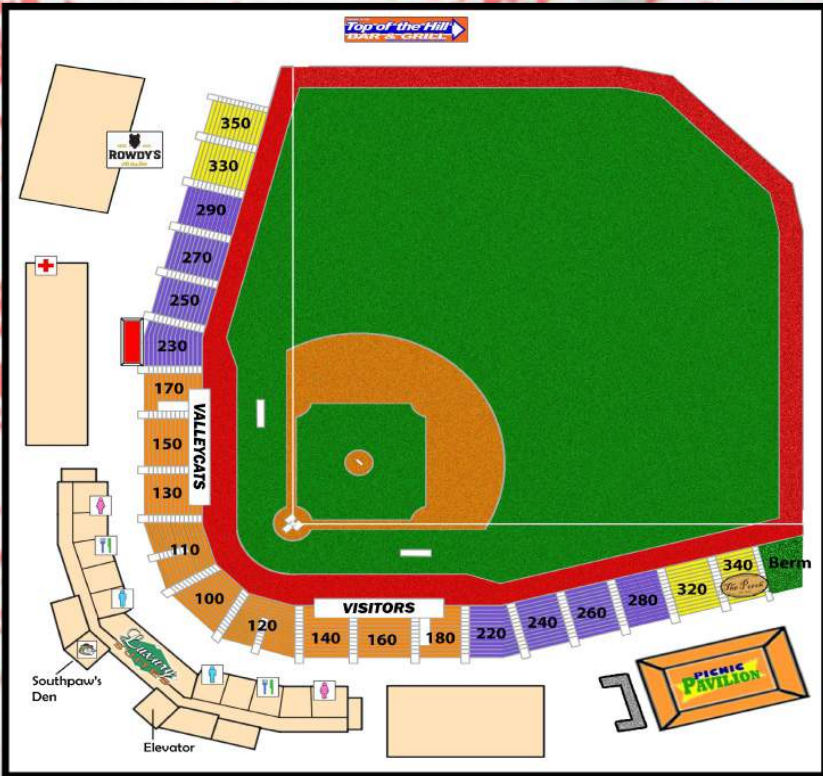 Top of the Hill
BAR & GRILL
350
ROWDY'S
330
290
270
250
230
170
VALLEYCATS
150
130
110
100
120
VISITORS
140
160
180
220
240
260
280
320
340
Berm
The Porch
Luxury
PICNIC
PAVILION
Southpaw's
Den
Elevator